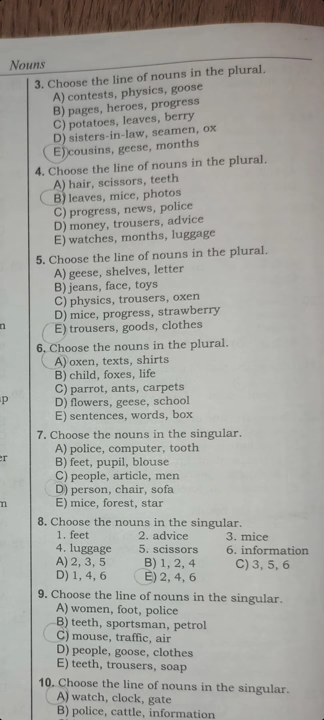 Nouns
3. Choose the line of nouns in the plural.
A) contests, physics, goose
B) pages, heroes, progress
C) potatoes, leaves, berry
D) sisters-in-law, seamen, ox
E) cousins, geese, months
4. Choose the line of nouns in the plural.
A) hair, scissors, teeth
B) leaves, mice, photos
C) progress, news, police
D) money, trousers, advice
E) watches, months, luggage
5. Choose the line of nouns in the plural.
A) geese, shelves, letter
B) jeans, face, toys
C) physics, trousers, oxen
D) mice, progress, strawberry
E) trousers, goods, clothes
6. Choose the nouns in the plural.
A) oxen, texts, shirts
B) child, foxes, life
C) parrot, ants, carpets
D) flowers, geese, school
E) sentences, words, box
7. Choose the nouns in the singular.
A) police, computer, tooth
B) feet, pupil, blouse
C) people, article, men
D) person, chair, sofa
E) mice, forest, star
8. Choose the nouns in the singular.
1. feet 2. advice 3. mice
4. luggage 5. scissors 6. information
A) 2, 3, 5 B) 1, 2, 4 C) 3, 5, 6
D) 1, 4, 6 E) 2, 4, 6
9. Choose the line of nouns in the singular.
A) women, foot, police
B) teeth, sportsman, petrol
C) mouse, traffic, air
D) people, goose, clothes
E) teeth, trousers, soap
10. Choose the line of nouns in the singular.
A) watch, clock, gate
B) police, cattle, information